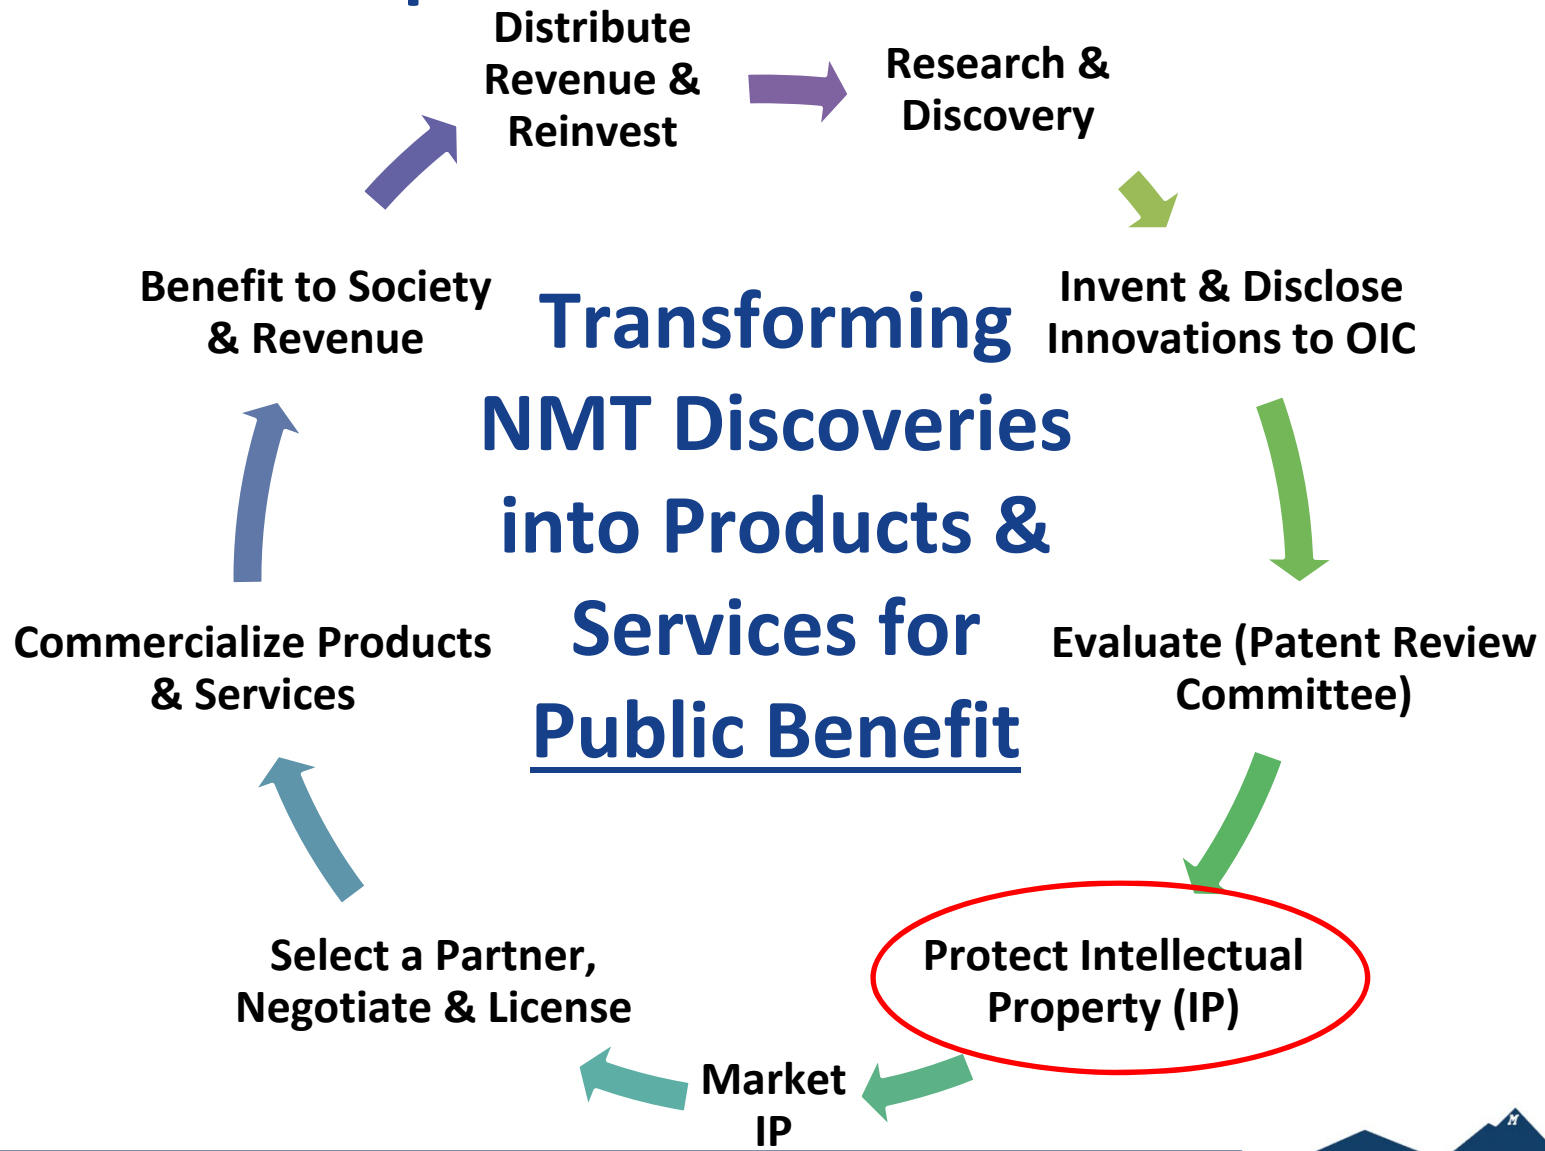 Distribute
Revenue &
Reinvest
Research &
Discovery
Invent & Disclose
Innovations to OIC
Evaluate (Patent Review
Committee)
Protect Intellectual
Property (IP)
Market
IP
Select a Partner,
Negotiate & License
Commercialize Products
& Services
Benefit to Society
& Revenue
Transforming
NMT Discoveries
into Products &
Services for
Public Benefit
M